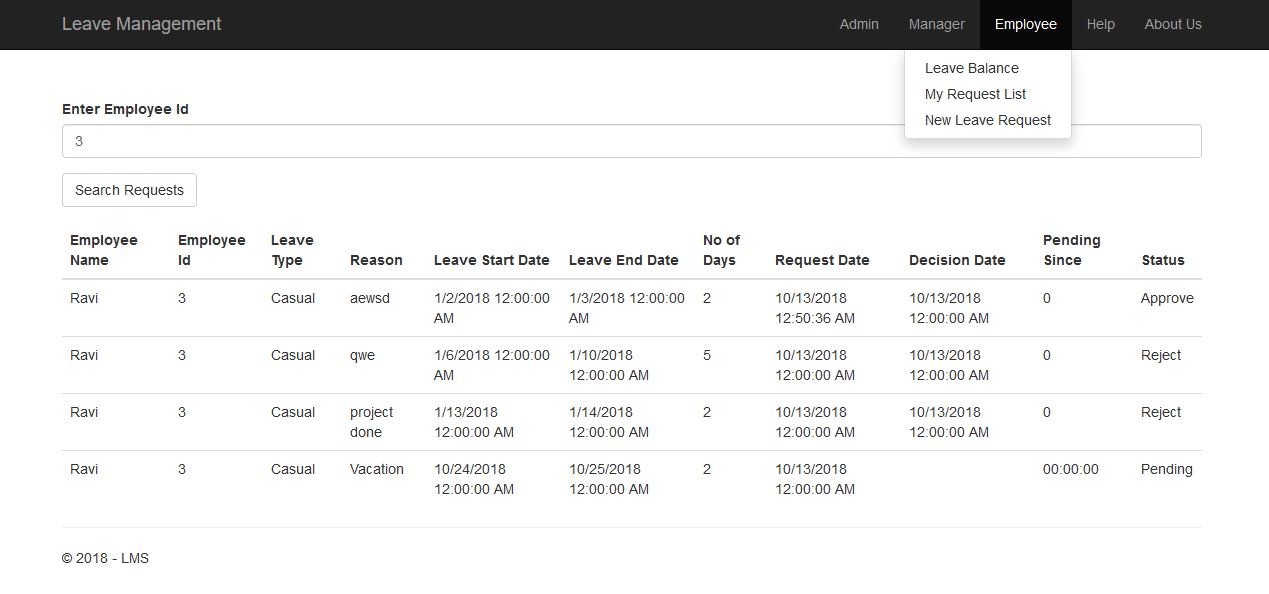 Leave Management Admin Manager Employee Help About Us
Leave Balance
My Request List
New Leave Request
Enter Employee Id
3
Search Requests
Employee Name Employee Id Leave Type Reason Leave Start Date Leave End Date No of Days Request Date Decision Date Pending Since Status
Ravi 3 Casual aewsd 1/2/2018 12:00:00 AM 1/3/2018 12:00:00 AM 2 10/13/2018 12:50:36 AM 10/13/2018 12:00:00 AM 0 Approve
Ravi 3 Casual qwe 1/6/2018 12:00:00 AM 1/10/2018 12:00:00 AM 5 10/13/2018 12:00:00 AM 10/13/2018 12:00:00 AM 0 Reject
Ravi 3 Casual project done 1/13/2018 12:00:00 AM 1/14/2018 12:00:00 AM 2 10/13/2018 12:00:00 AM 10/13/2018 12:00:00 AM 0 Reject
Ravi 3 Casual Vacation 10/24/2018 12:00:00 AM 10/25/2018 12:00:00 AM 2 10/13/2018 12:00:00 AM 00:00:00 Pending
© 2018 - LMS